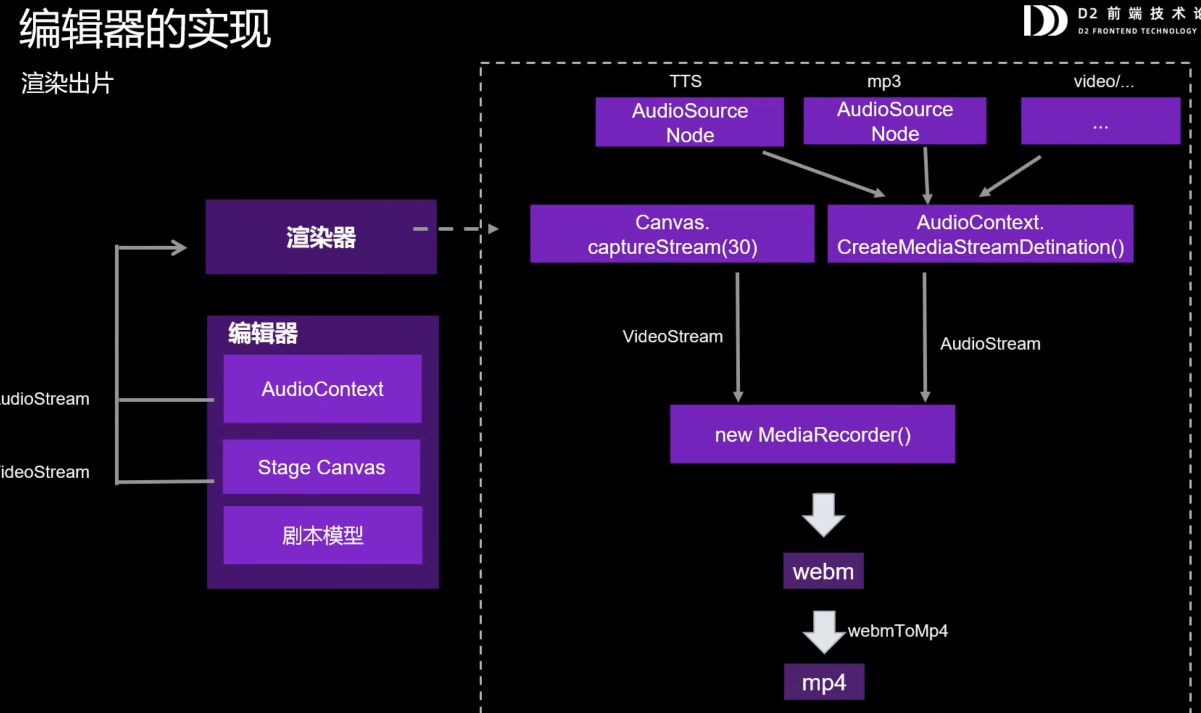 编辑器的实现
D2 前 端 技 术
D2 FRONTEND TECHNOLOGY
渲染出片
TTS
mp3
video/...
AudioSource
Node
AudioSource
Node
...
渲染器
Canvas.
captureStream(30)
AudioContext.
CreateMediaStreamDetination()
编辑器
AudioContext
Stage Canvas
剧本模型
udioStream
ideoStream
VideoStream
AudioStream
new MediaRecorder()
webm
webmToMp4
mp4